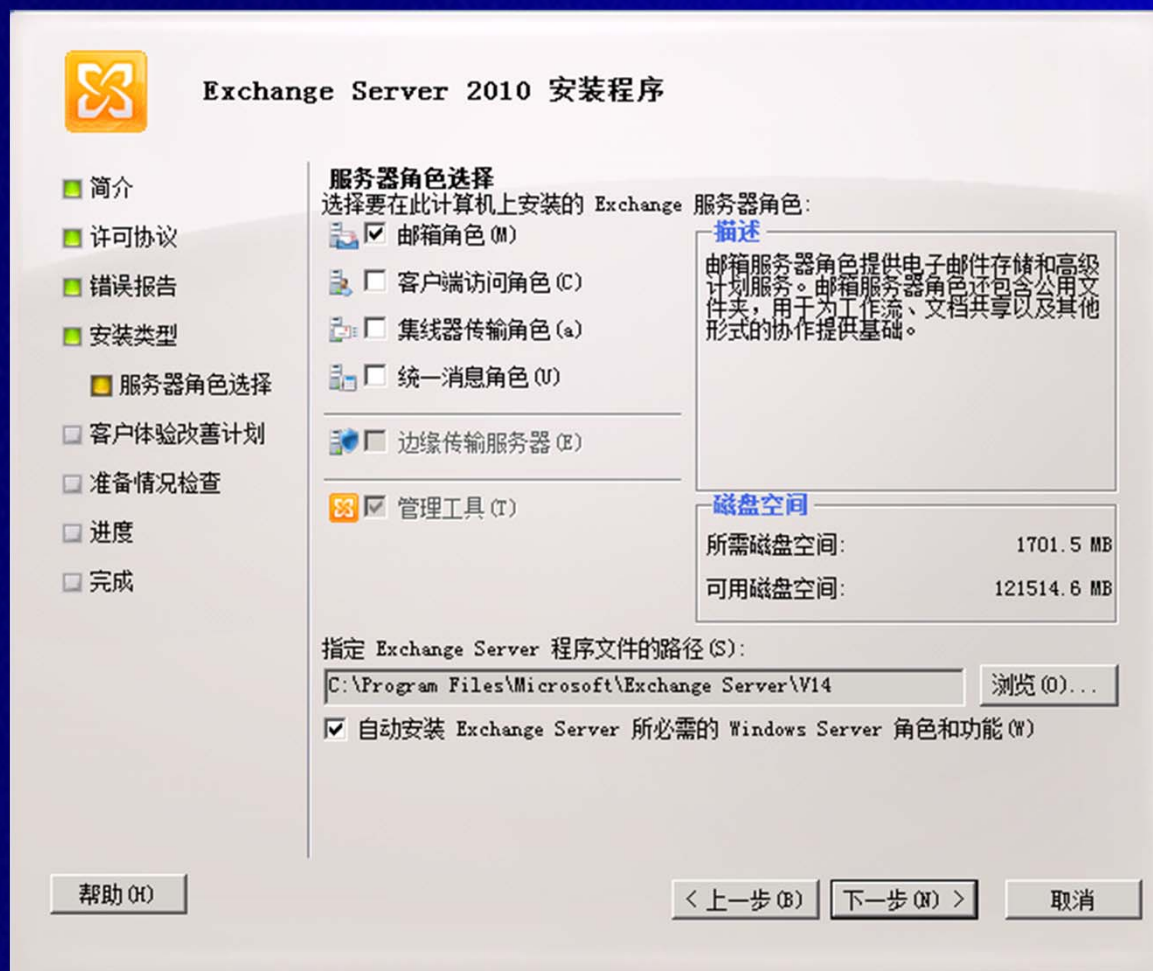 Exchange Server 2010 安装程序
简介
许可协议
错误报告
安装类型
服务器角色选择
客户体验改善计划
准备情况检查
进度
完成
服务器角色选择
选择要在此计算机上安装的 Exchange 服务器角色:
邮箱角色(M)
客户端访问角色(C)
集线器传输角色(a)
统一消息角色(U)
边缘传输服务器(E)
管理工具(T)
描述
邮箱服务器角色提供电子邮件存储和高级
计划服务。邮箱服务器角色还包含公用文
件夹，用于为工作流、文档共享以及其他
形式的协作提供基础。
磁盘空间
所需磁盘空间: 1701.5 MB
可用磁盘空间: 121514.6 MB
指定 Exchange Server 程序文件的路径(S):
C:\Program Files\Microsoft\Exchange Server\V14
浏览(O)...
自动安装 Exchange Server 所必需的 Windows Server 角色和功能(W)
帮助(H)
< 上一步(B)
下一步(N) >
取消